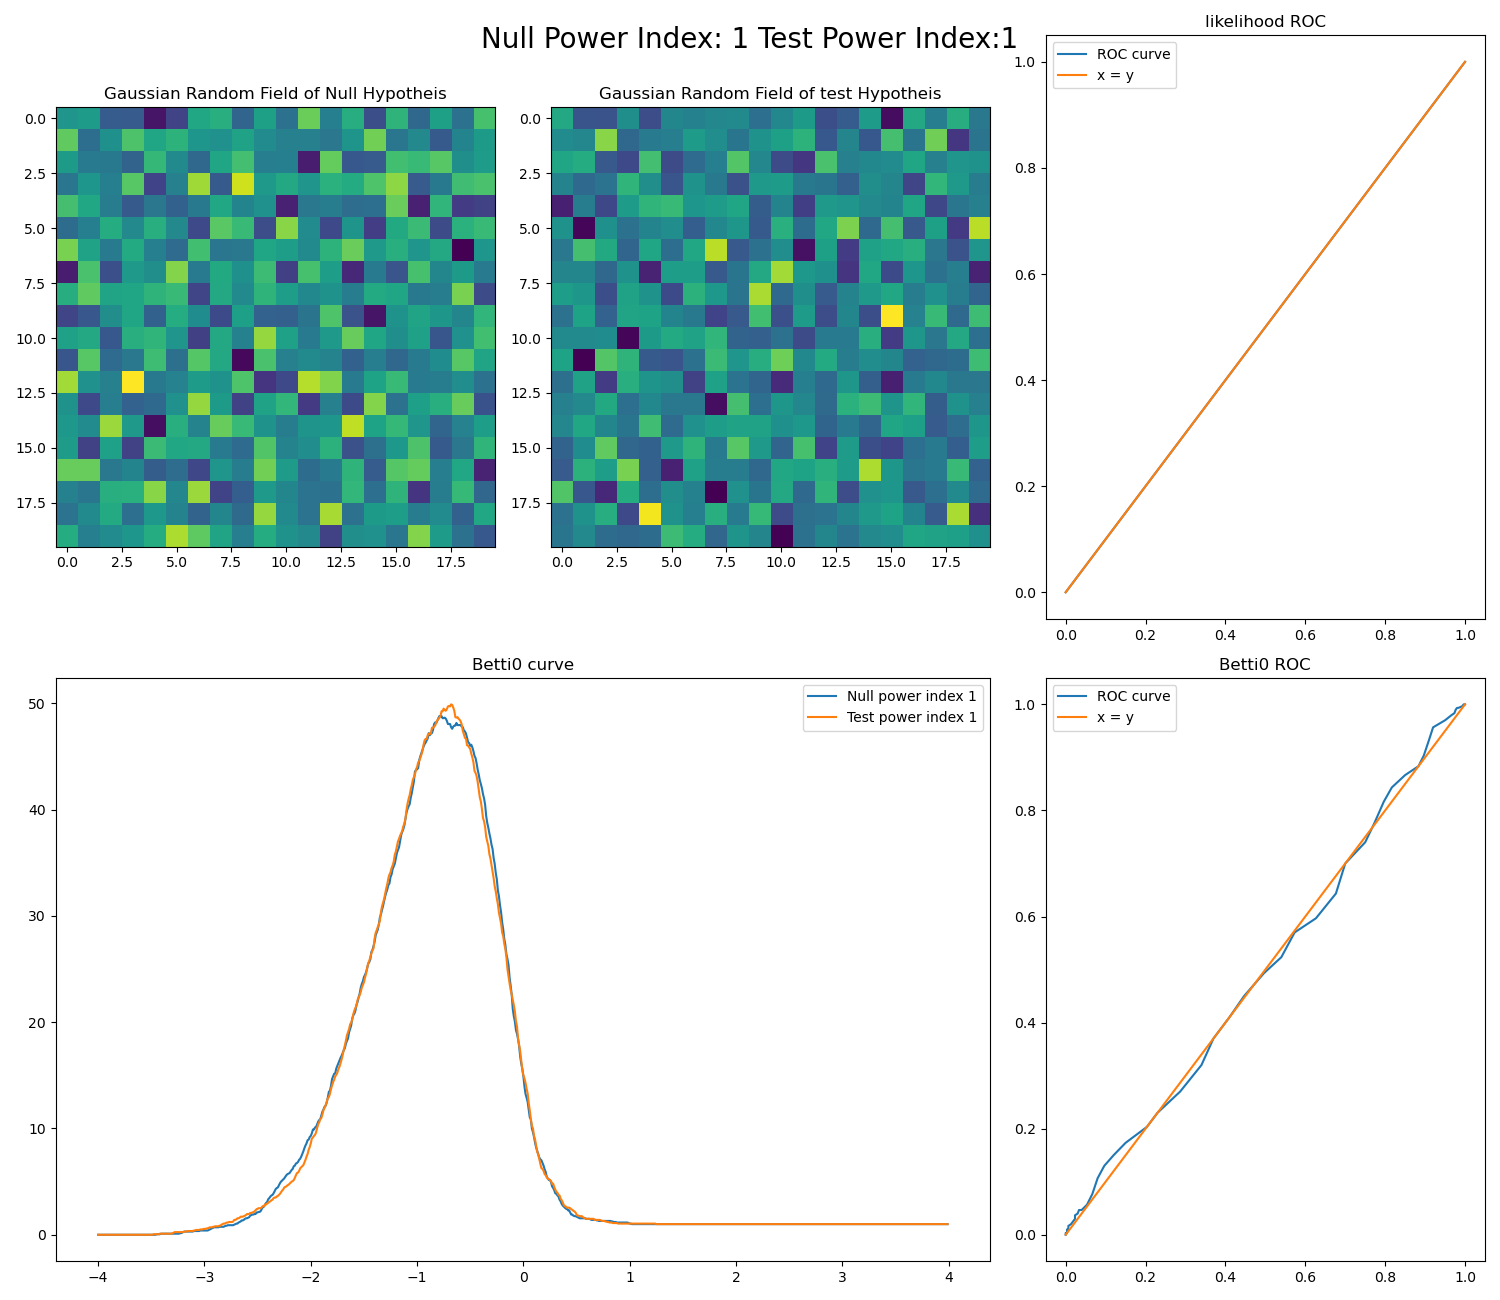 Null Power Index: 1 Test Power Index:1
Gaussian Random Field of Null Hypotheis
0.0
2.5
5.0
7.5
10.0
12.5
15.0
17.5
0.0 2.5 5.0 7.5 10.0 12.5 15.0 17.5
Gaussian Random Field of test Hypotheis
0.0
2.5
5.0
7.5
10.0
12.5
15.0
17.5
0.0 2.5 5.0 7.5 10.0 12.5 15.0 17.5
likelihood ROC
ROC curve
x = y
1.0
0.8
0.6
0.4
0.2
0.0
0.0 0.2 0.4 0.6 0.8 1.0
Betti0 curve
Null power index 1
Test power index 1
50
40
30
20
10
0
−4 −3 −2 −1 0 1 2 3 4
Betti0 ROC
ROC curve
x = y
1.0
0.8
0.6
0.4
0.2
0.0
0.0 0.2 0.4 0.6 0.8 1.0